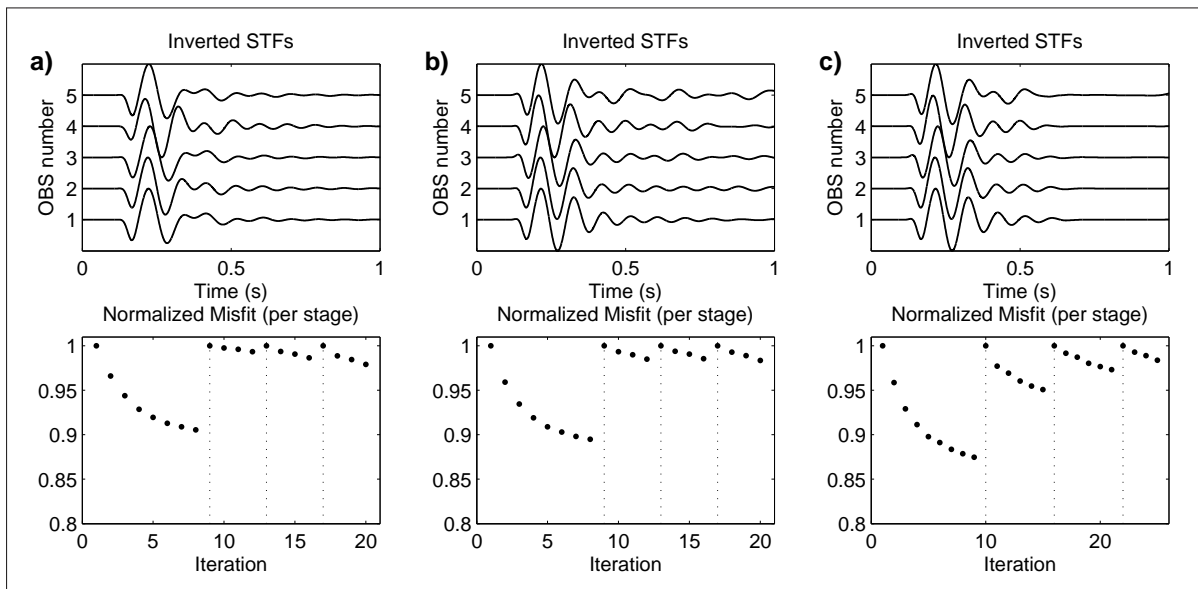 a)
Inverted STFs
OBS number
5
4
3
2
1
0 0.5 1
Time (s)
Normalized Misfit (per stage)
1
0.95
0.9
0.85
0.8
0 5 10 15 20
Iteration
b)
Inverted STFs
OBS number
5
4
3
2
1
0 0.5 1
Time (s)
Normalized Misfit (per stage)
1
0.95
0.9
0.85
0.8
0 5 10 15 20
Iteration
c)
Inverted STFs
OBS number
5
4
3
2
1
0 0.5 1
Time (s)
Normalized Misfit (per stage)
1
0.95
0.9
0.85
0.8
0 10 20
Iteration